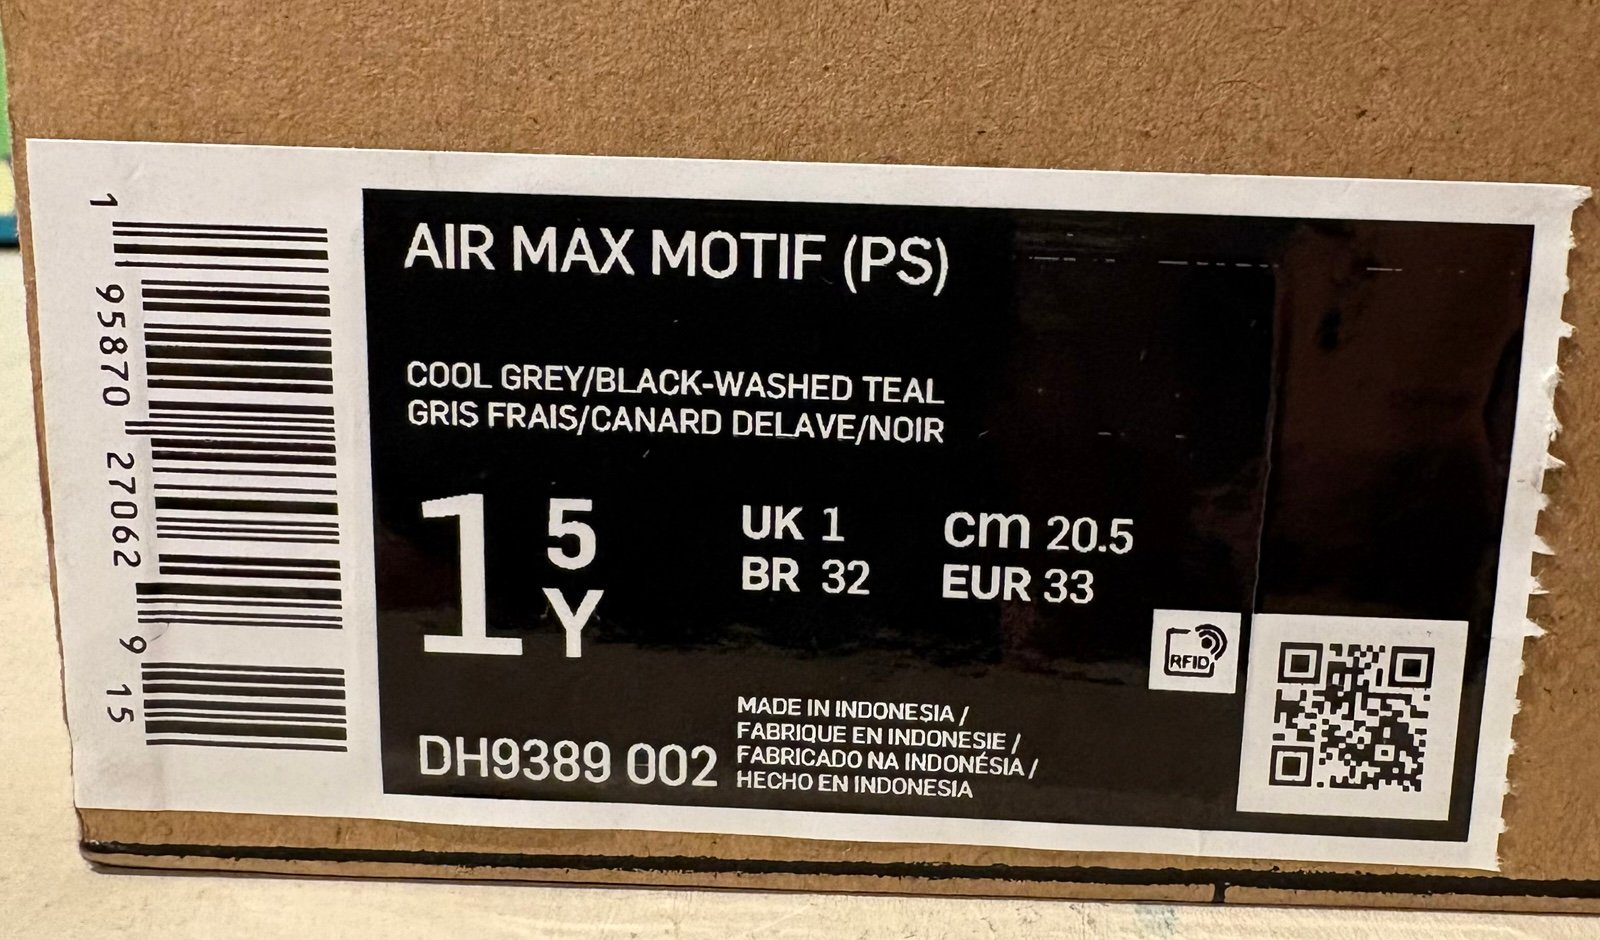 1 95870 27062 9 15
AIR MAX MOTIF (PS)
COOL GREY/BLACK-WASHED TEAL
GRIS FRAIS/CANARD DELAVE/NOIR
1 5 Y
UK 1 cm 20.5
BR 32 EUR 33
RFID
DH9389 002
MADE IN INDONESIA /
FABRIQUE EN INDONESIE /
FABRICADO NA INDONÉSIA /
HECHO EN INDONESIA